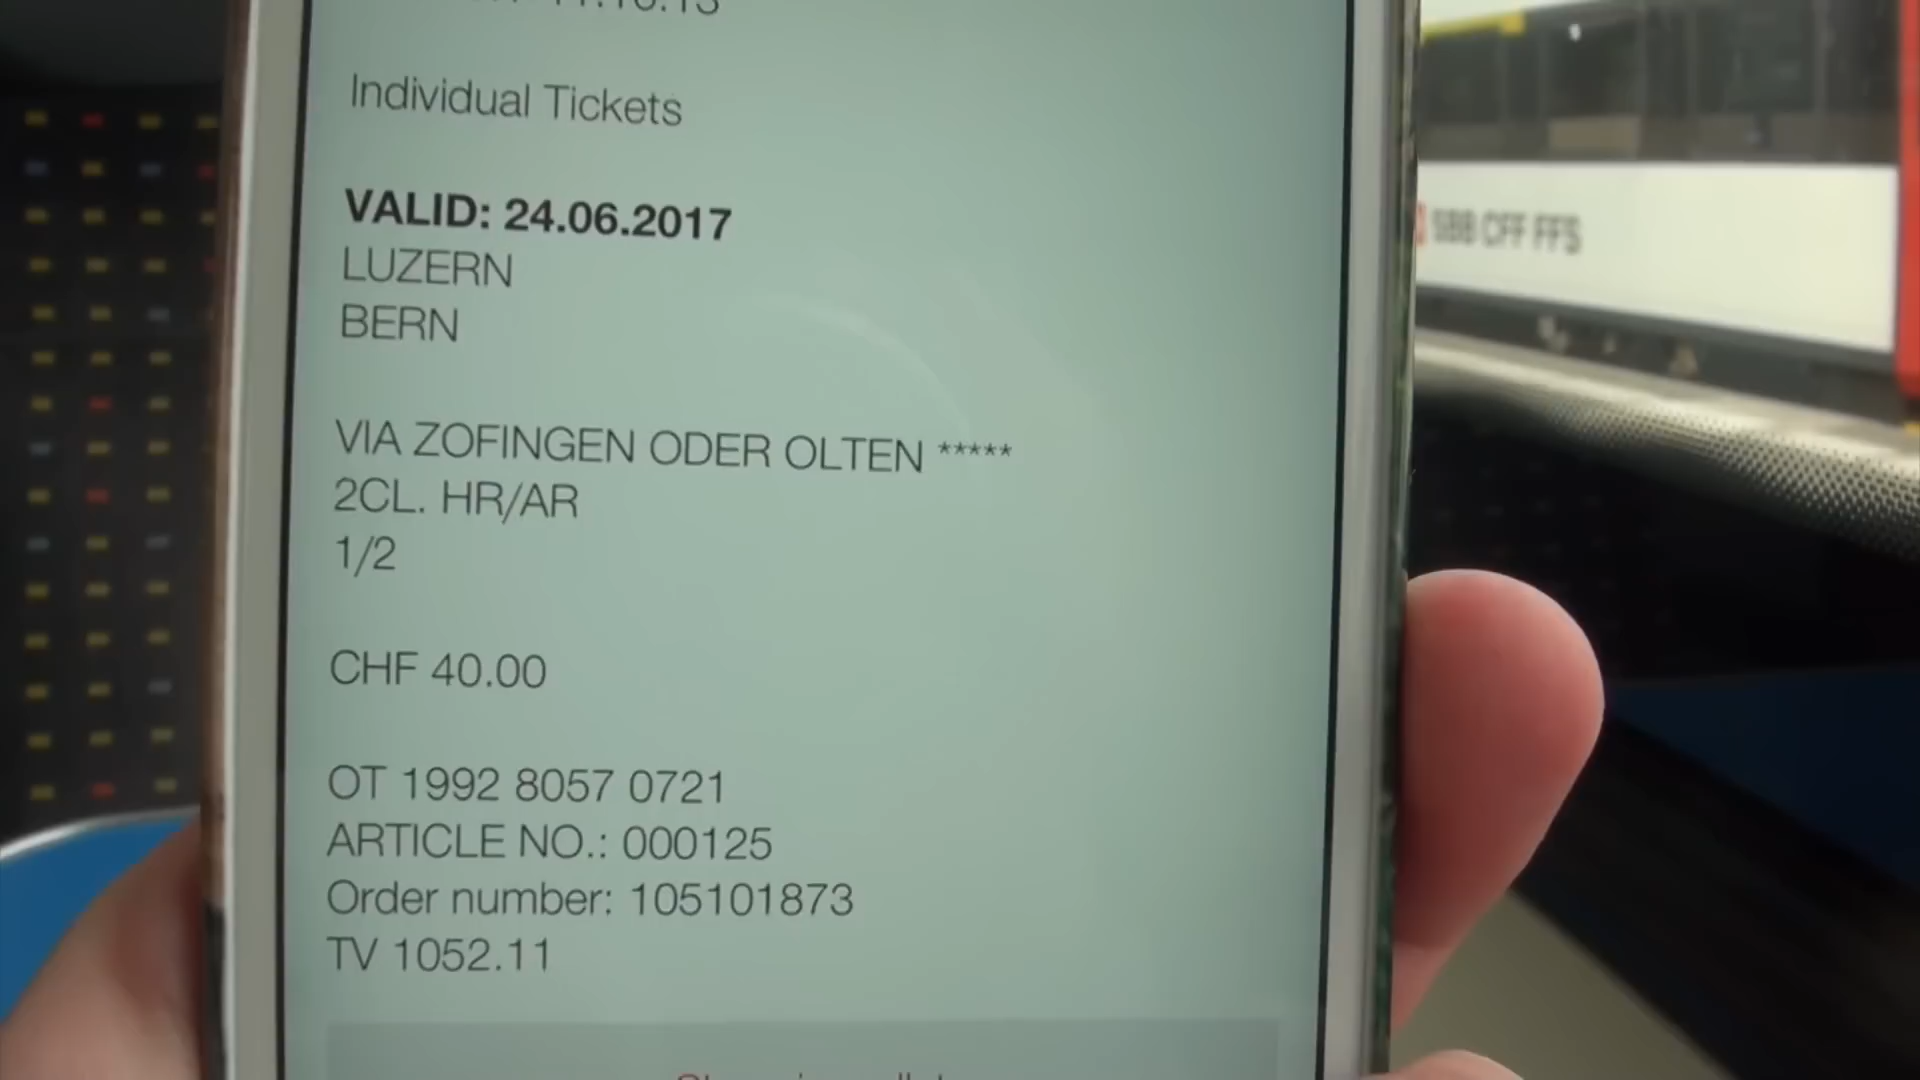 Individual Tickets
VALID: 24.06.2017
LUZERN
BERN
VIA ZOFINGEN ODER OLTEN *****
2CL. HR/AR
1/2
CHF 40.00
OT 1992 8057 0721
ARTICLE NO.: 000125
Order number: 105101873
TV 1052.11
SBB CFF FFS